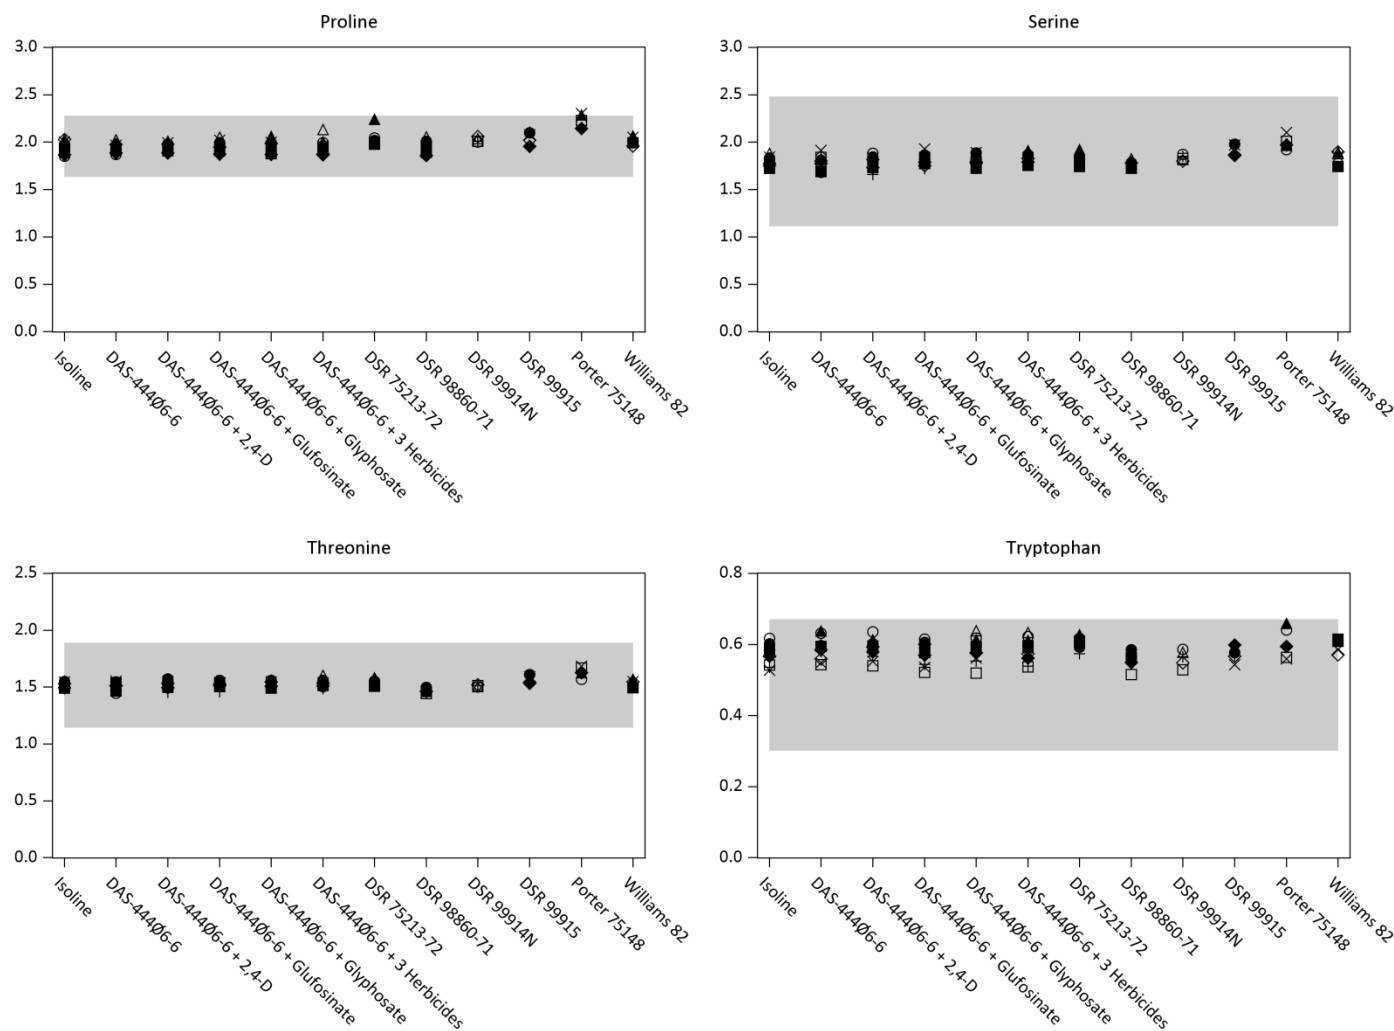 Proline
3.0
2.5
2.0
1.5
1.0
0.5
0.0
Isoline
DAS-444Ø6-6
DAS-444Ø6-6 + 2,4-D
DAS-444Ø6-6 + Glufosinate
DAS-444Ø6-6 + Glyphosate
DAS-444Ø6-6 + 3 Herbicides
DSR 75213-72
DSR 98860-71
DSR 99914N
DSR 99915
Porter 75148
Williams 82
Serine
3.0
2.5
2.0
1.5
1.0
0.5
0.0
Isoline
DAS-444Ø6-6
DAS-444Ø6-6 + 2,4-D
DAS-444Ø6-6 + Glufosinate
DAS-444Ø6-6 + Glyphosate
DAS-444Ø6-6 + 3 Herbicides
DSR 75213-72
DSR 98860-71
DSR 99914N
DSR 99915
Porter 75148
Williams 82
Threonine
2.5
2.0
1.5
1.0
0.5
0.0
Isoline
DAS-444Ø6-6
DAS-444Ø6-6 + 2,4-D
DAS-444Ø6-6 + Glufosinate
DAS-444Ø6-6 + Glyphosate
DAS-444Ø6-6 + 3 Herbicides
DSR 75213-72
DSR 98860-71
DSR 99914N
DSR 99915
Porter 75148
Williams 82
Tryptophan
0.8
0.6
0.4
0.2
0.0
Isoline
DAS-444Ø6-6
DAS-444Ø6-6 + 2,4-D
DAS-444Ø6-6 + Glufosinate
DAS-444Ø6-6 + Glyphosate
DAS-444Ø6-6 + 3 Herbicides
DSR 75213-72
DSR 98860-71
DSR 99914N
DSR 99915
Porter 75148
Williams 82